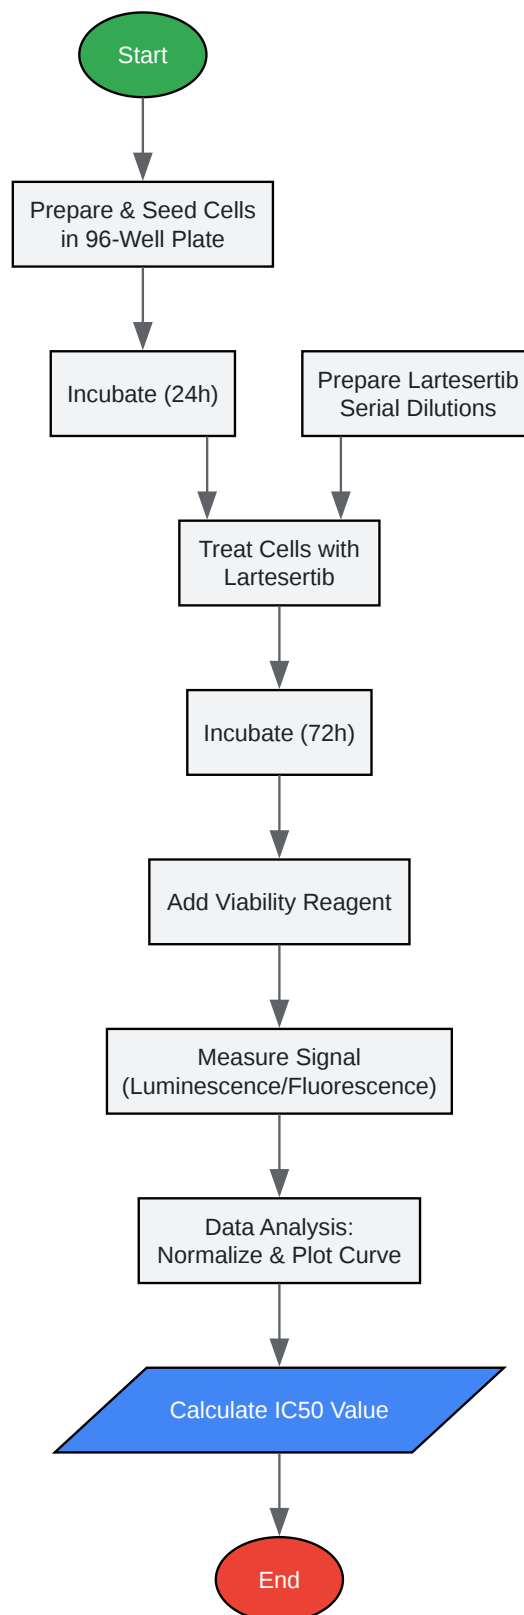 Start
Prepare & Seed Cells
in 96-Well Plate
Incubate (24h)
Prepare Lartesertib
Serial Dilutions
Treat Cells with
Lartesertib
Incubate (72h)
Add Viability Reagent
Measure Signal
(Luminescence/Fluorescence)
Data Analysis:
Normalize & Plot Curve
Calculate IC50 Value
End